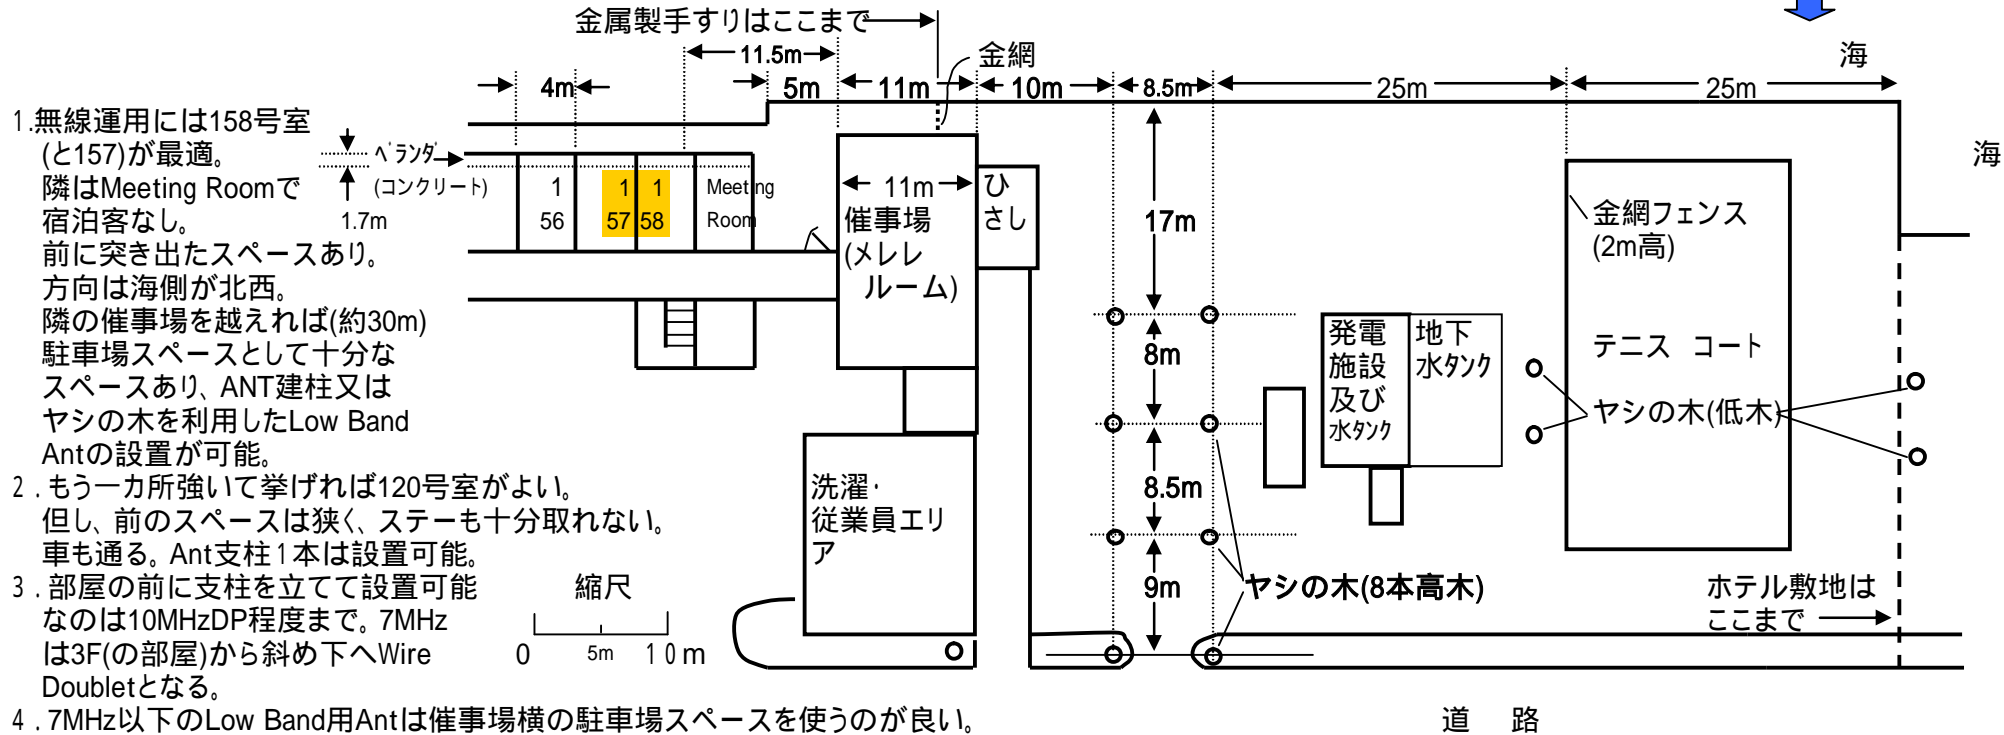 金属製手すりはここまで
海
11.5m
金網
4m
5m
11m
10m
8.5m
25m
25m
1.無線運用には158号室
(と157)が最適。
隣はMeeting Roomで
宿泊客なし。
前に突き出たスペースあり。
方向は海側が北西。
隣の催事場を越えれば(約30m)
駐車場スペースとして十分な
スペースあり、ANT建柱又は
ヤシの木を利用したLow Band
Antの設置が可能。
2.もう一カ所強いて挙げれば120号室がよい。
但し、前のスペースは狭く、ステーも十分取れない。
車も通る。Ant支柱1本は設置可能。
3.部屋の前に支柱を立てて設置可能
なのは10MHzDP程度まで。7MHz
は3F(の部屋)から斜め下へWire
Doubletとなる。
4.7MHz以下のLow Band用Antは催事場横の駐車場スペースを使うのが良い。
ベランダ
(コンクリート)
1.7m
1
56
1
57
1
58
Meeting
Room
11m
催事場
(メレレ
ルーム)
ひ
さし
17m
8m
8.5m
9m
海
金網フェンス
(2m高)
発電
施設
及び
水タンク
地下
水タンク
テニス コート
ヤシの木(低木)
洗濯・
従業員エリ
ア
ヤシの木(8本高木)
ホテル敷地は
ここまで
縮尺
0
5m
10m
道 路